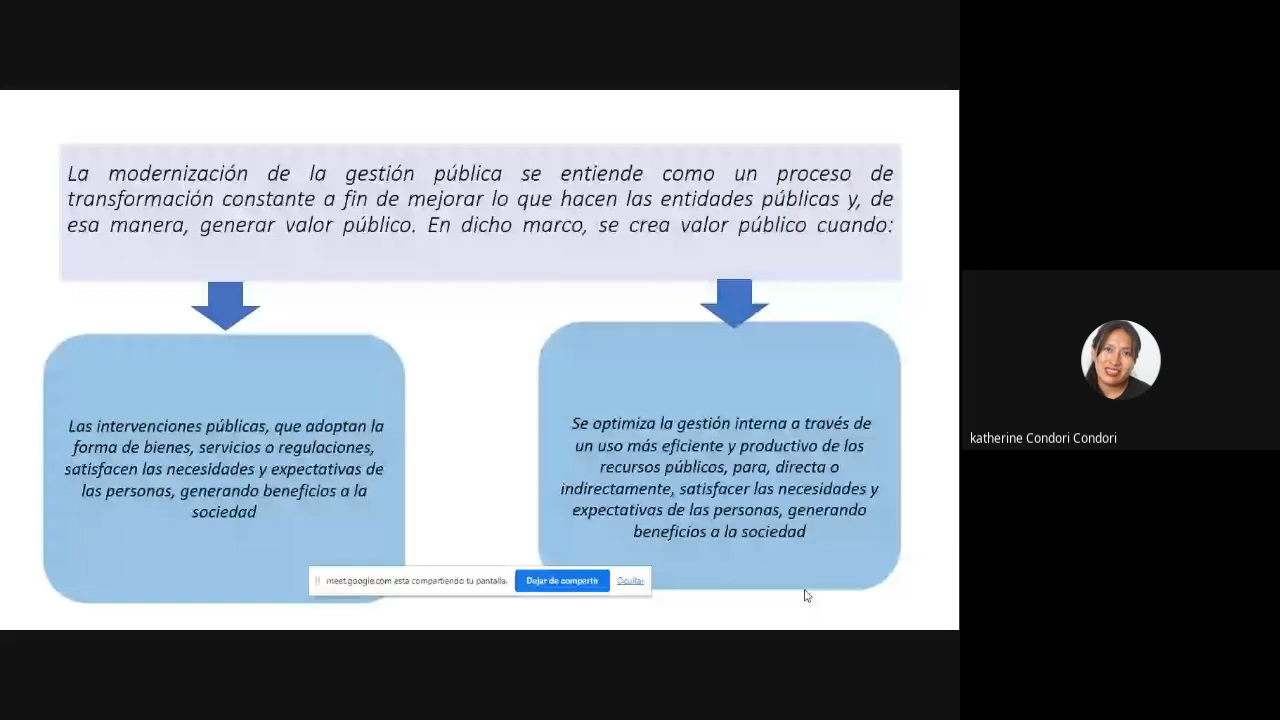 La modernización de la gestión pública se entiende como un proceso de
transformación constante a fin de mejorar lo que hacen las entidades públicas y, de
esa manera, generar valor público. En dicho marco, se crea valor público cuando:
Las intervenciones públicas, que adoptan la
forma de bienes, servicios o regulaciones,
satisfacen las necesidades y expectativas de
las personas, generando beneficios a la
sociedad
Se optimiza la gestión interna a través de
un uso más eficiente y productivo de los
recursos públicos, para, directa o
indirectamente, satisfacer las necesidades y
expectativas de las personas, generando
beneficios a la sociedad
meet.google.com está compartiendo tu pantalla.
Dejar de compartir
Ocultar
katherine Condori Condori